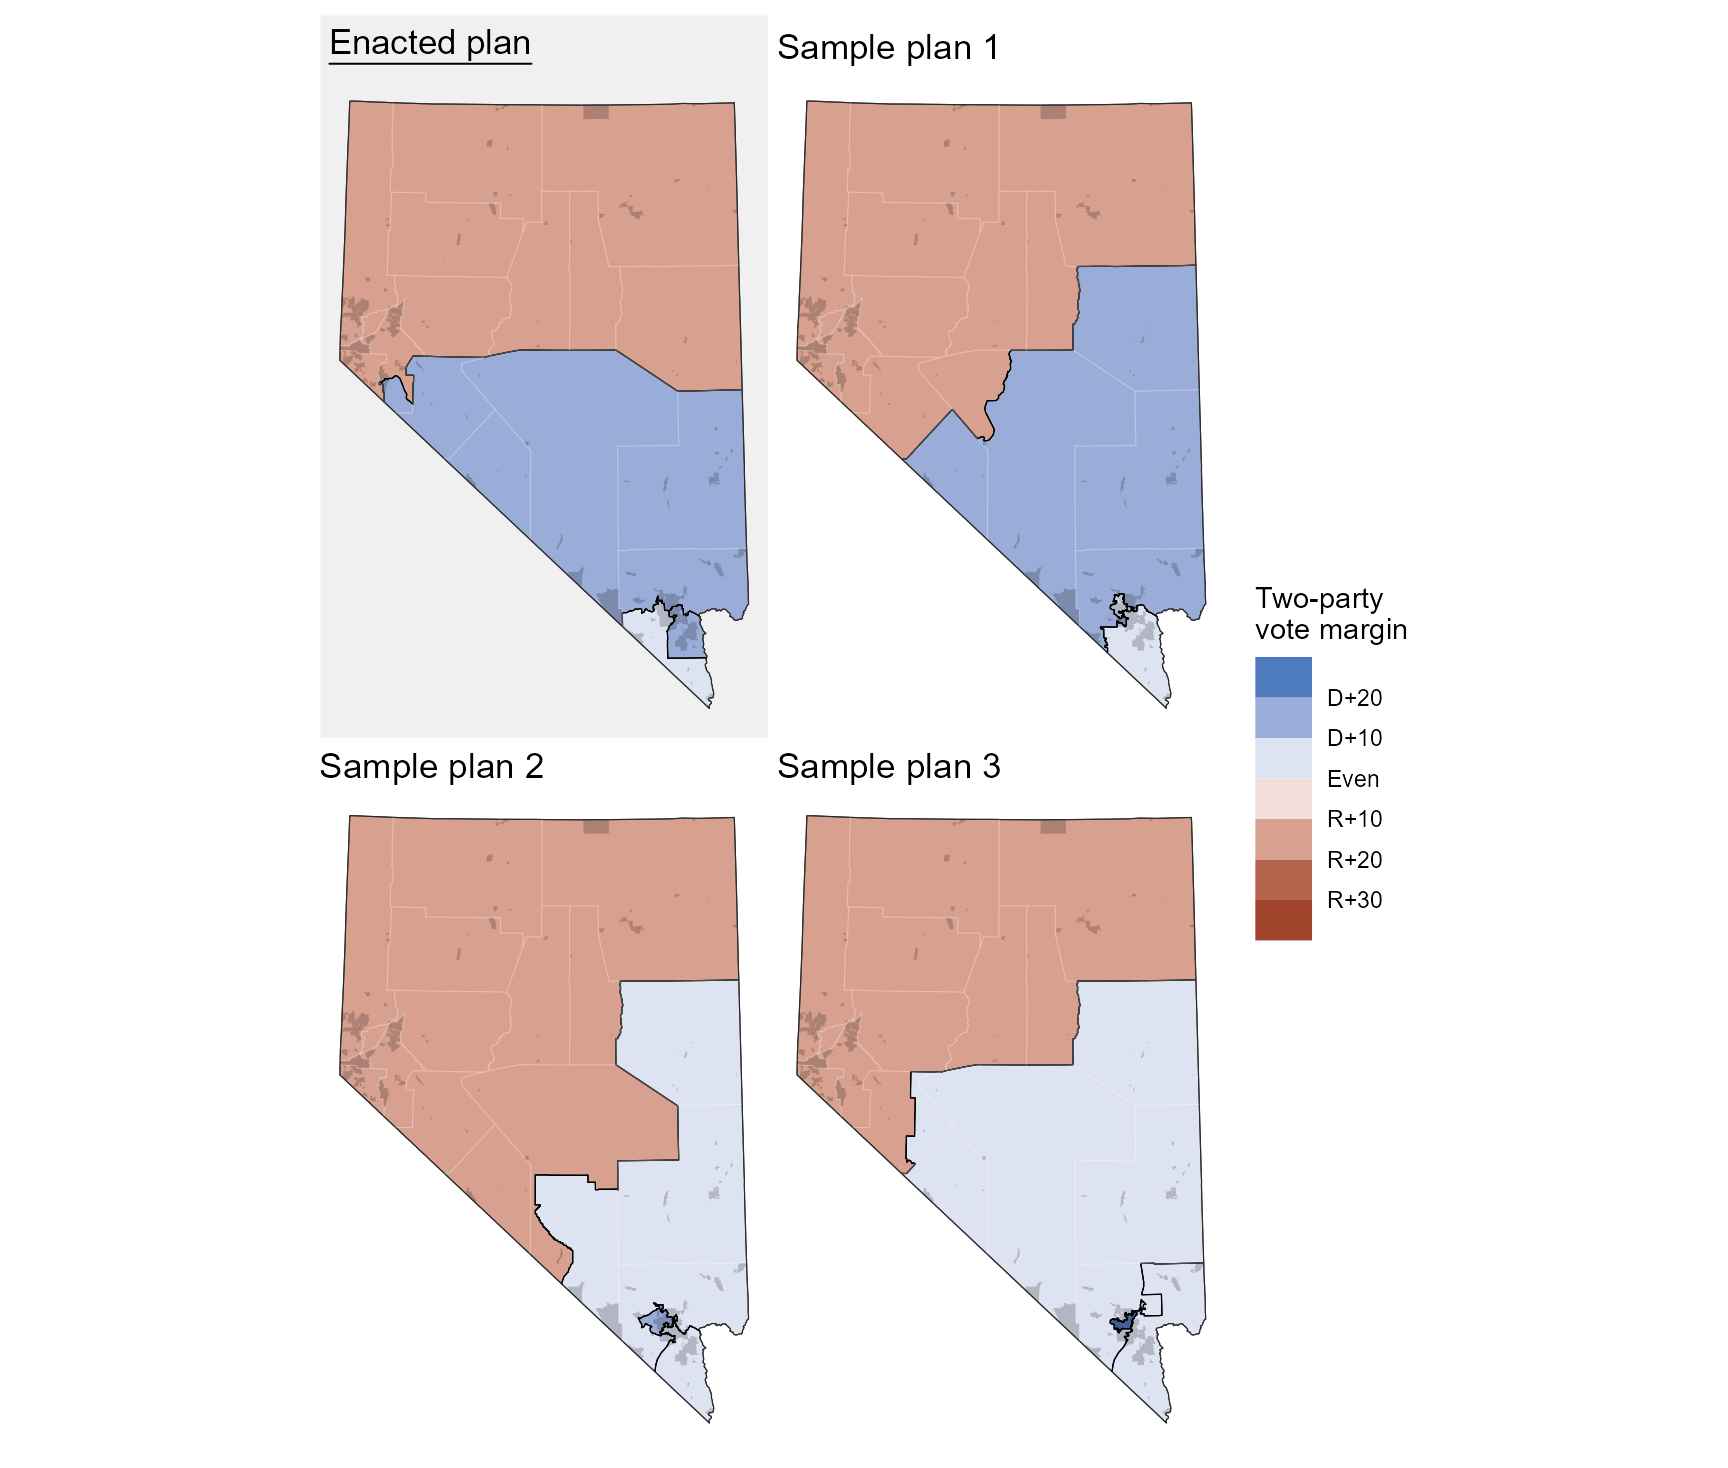 Enacted plan
Sample plan 1
Sample plan 2
Sample plan 3
Two-party
vote margin
D+20
D+10
Even
R+10
R+20
R+30